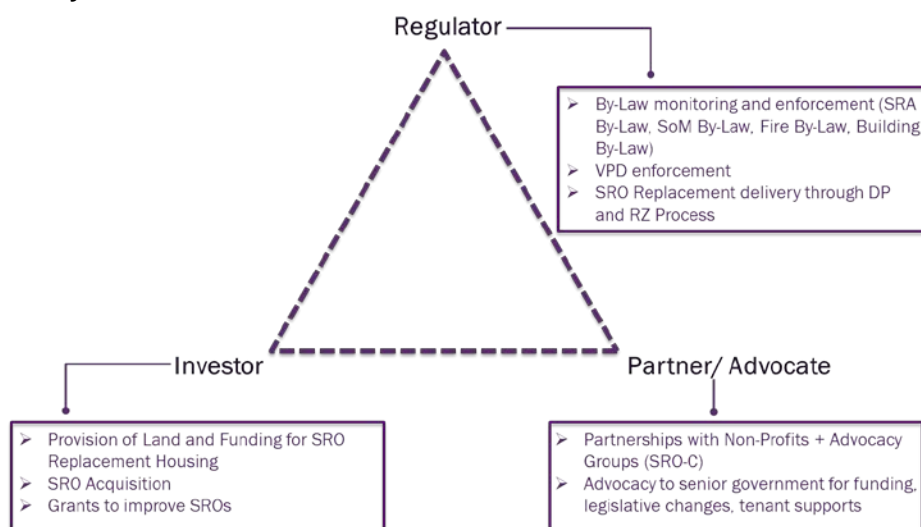 Regulator
➢ By-Law monitoring and enforcement (SRA
By-Law, SoM By-Law, Fire By-Law, Building
By-Law)
➢ VPD enforcement
➢ SRO Replacement delivery through DP
and RZ Process
Investor
Partner/ Advocate
➢ Provision of Land and Funding for SRO
Replacement Housing
➢ SRO Acquisition
➢ Grants to improve SROs
➢ Partnerships with Non-Profits + Advocacy
Groups (SRO-C)
➢ Advocacy to senior government for funding,
legislative changes, tenant supports